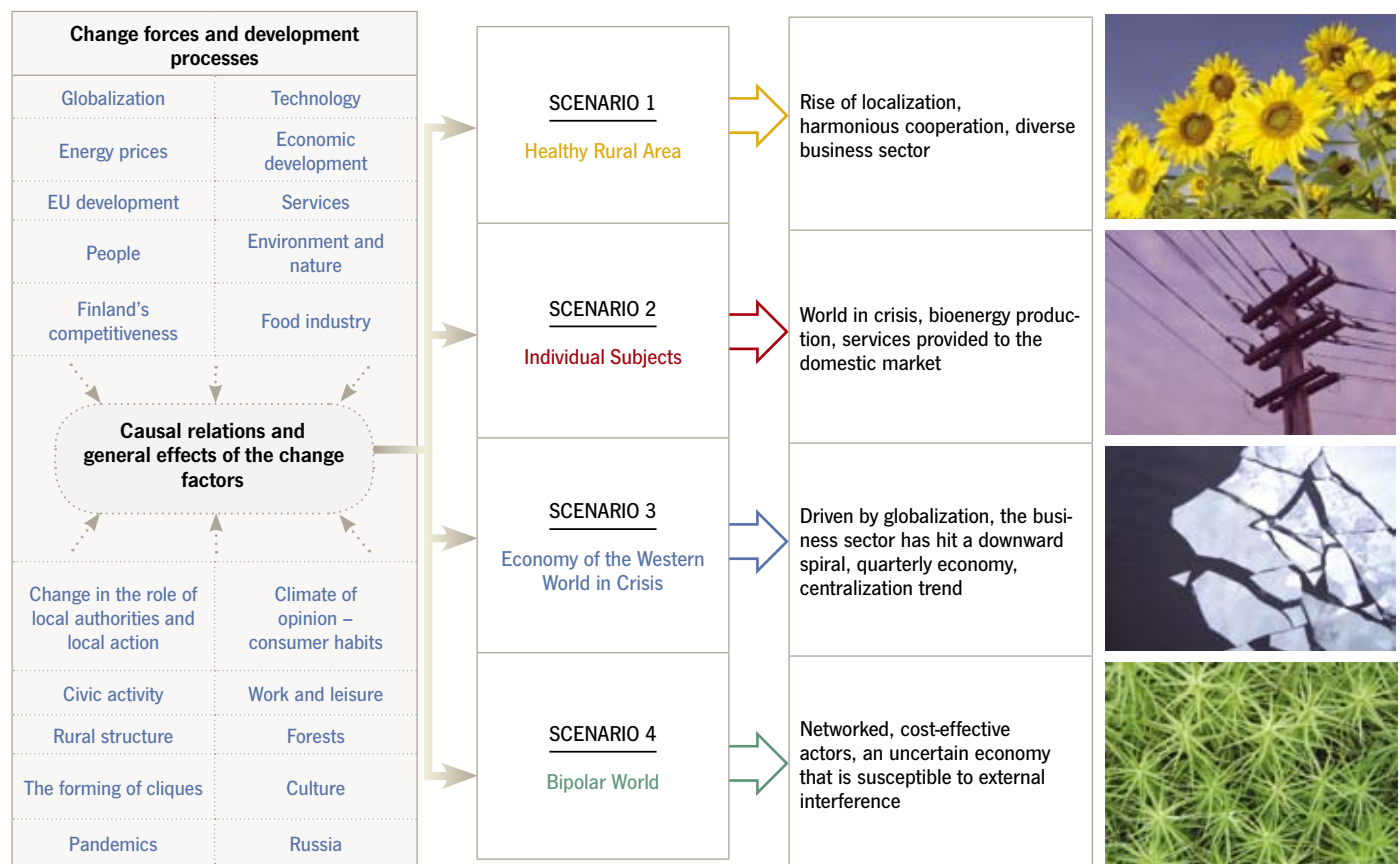 Change forces and development
processes
Globalization
Technology
Energy prices
Economic
development
EU development
Services
People
Environment and
nature
Finland's
competitiveness
Food industry
Causal relations and
general effects of the change
factors
Change in the role of
local authorities and
local action
Climate of
opinion –
consumer habits
Civic activity
Work and leisure
Rural structure
Forests
The forming of cliques
Culture
Pandemics
Russia
SCENARIO 1
Healthy Rural Area
Rise of localization,
harmonious cooperation, diverse
business sector
SCENARIO 2
Individual Subjects
World in crisis, bioenergy produc-
tion, services provided to the
domestic market
SCENARIO 3
Economy of the Western
World in Crisis
Driven by globalization, the busi-
ness sector has hit a downward
spiral, quarterly economy,
centralization trend
SCENARIO 4
Bipolar World
Networked, cost-effective
actors, an uncertain economy
that is susceptible to external
interference